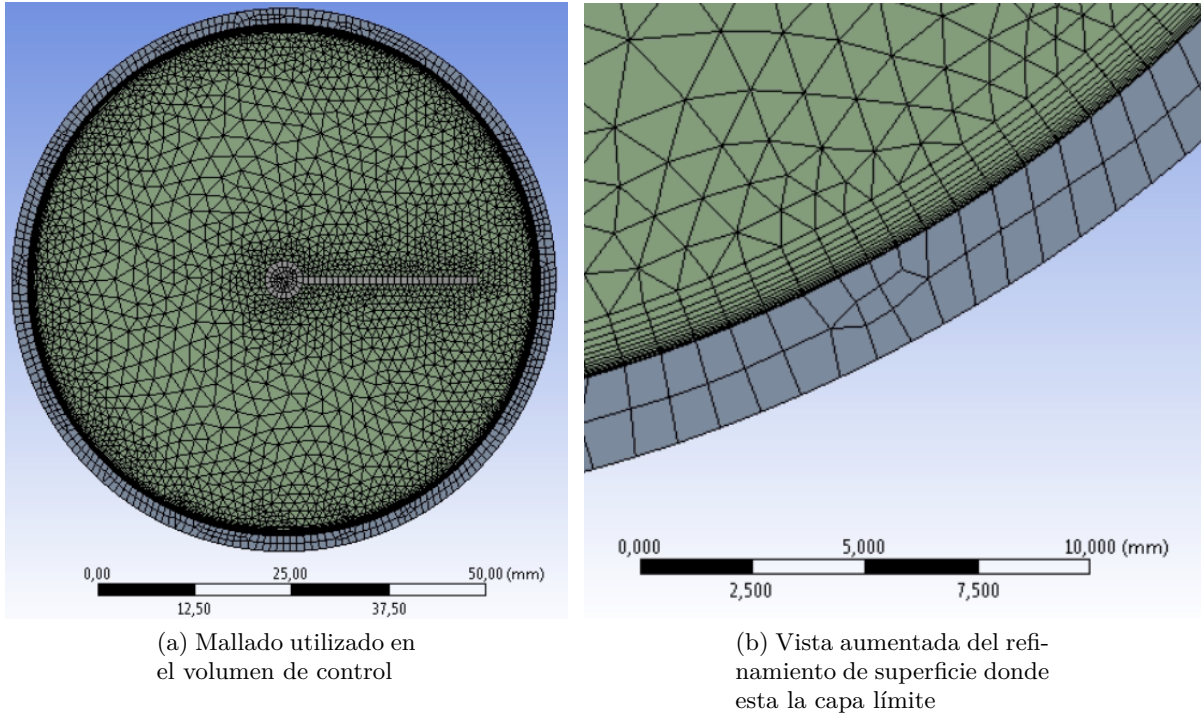 0,00 25,00 50,00 (mm)
12,50 37,50
0,000 5,000 10,000 (mm)
2,500 7,500
(a) Mallado utilizado en
el volumen de control
(b) Vista aumentada del refi-
namiento de superficie donde
esta la capa límite